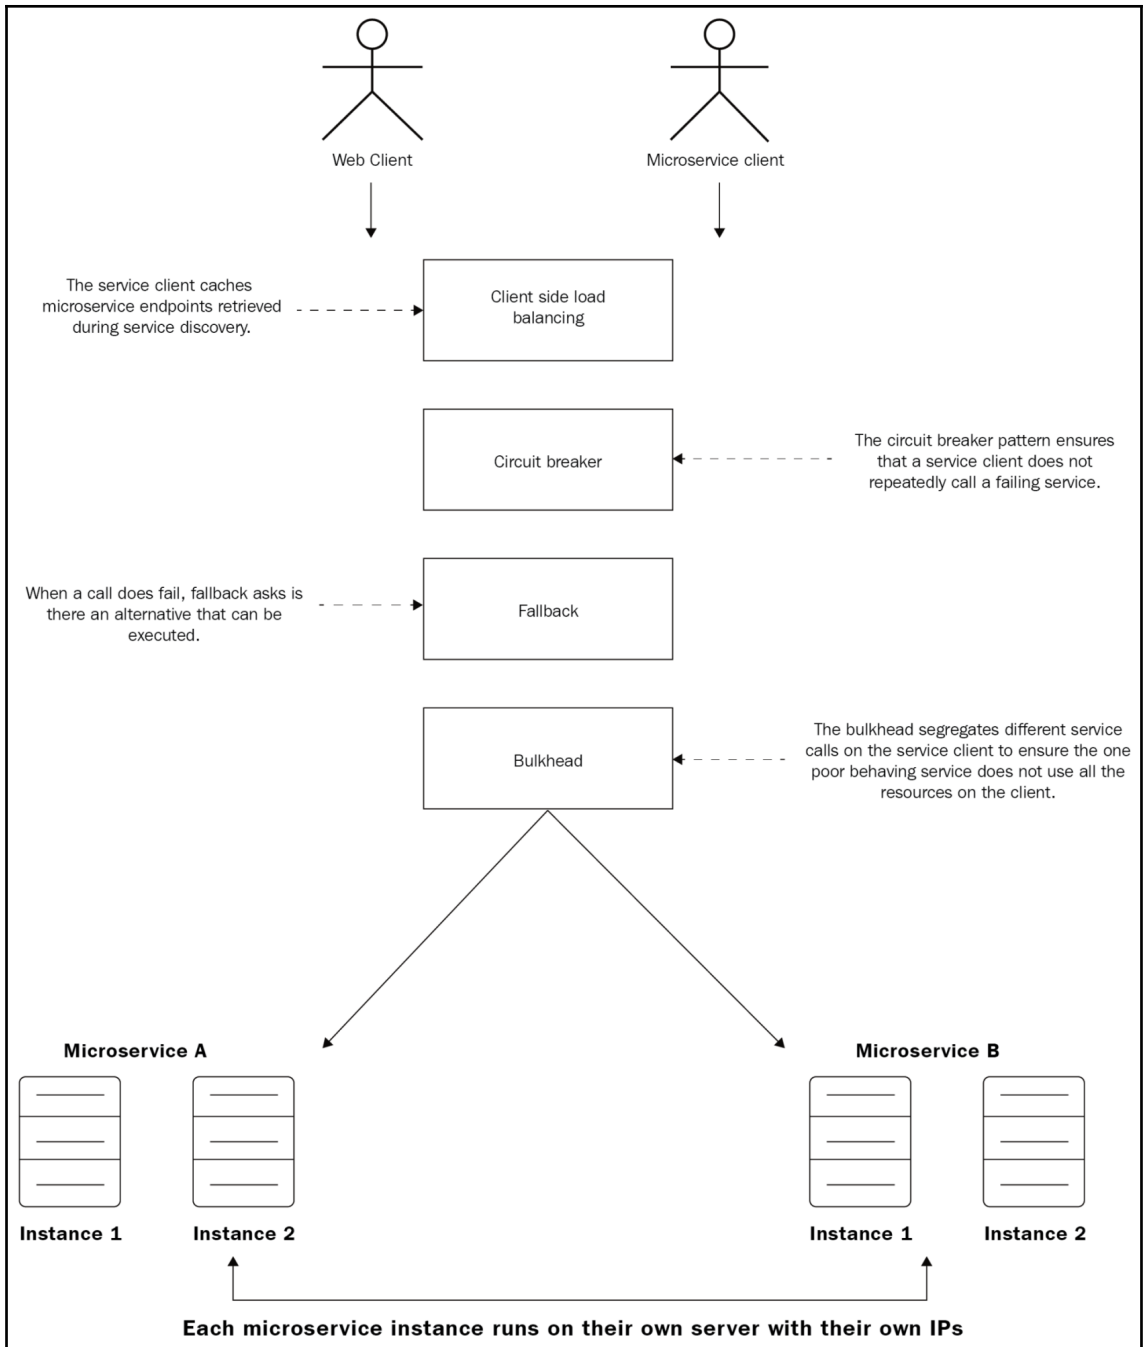 Web Client
Microservice client
The service client caches
microservice endpoints retrieved
during service discovery.
Client side load
balancing
Circuit breaker
The circuit breaker pattern ensures
that a service client does not
repeatedly call a failing service.
When a call does fail, fallback asks is
there an alternative that can be
executed.
Fallback
Bulkhead
The bulkhead segregates different service
calls on the service client to ensure the one
poor behaving service does not use all the
resources on the client.
Microservice A
Microservice B
Instance 1
Instance 2
Instance 1
Instance 2
Each microservice instance runs on their own server with their own IPs